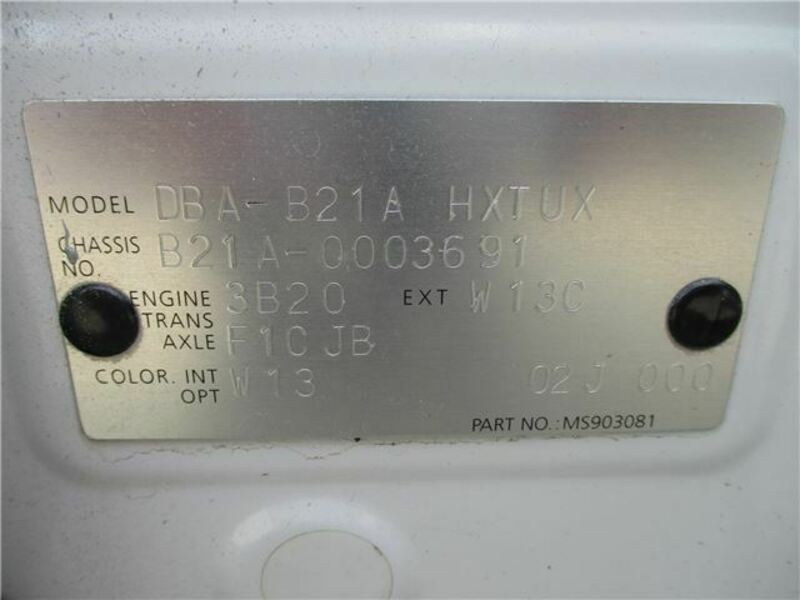 MODEL DBA-B21A HXTUX
CHASSIS NO. B21A-0003691
ENGINE 3B20 EXT W13C
TRANS AXLE F1CJB
COLOR. INT W13 02J 000
OPT
PART NO.: MS903081